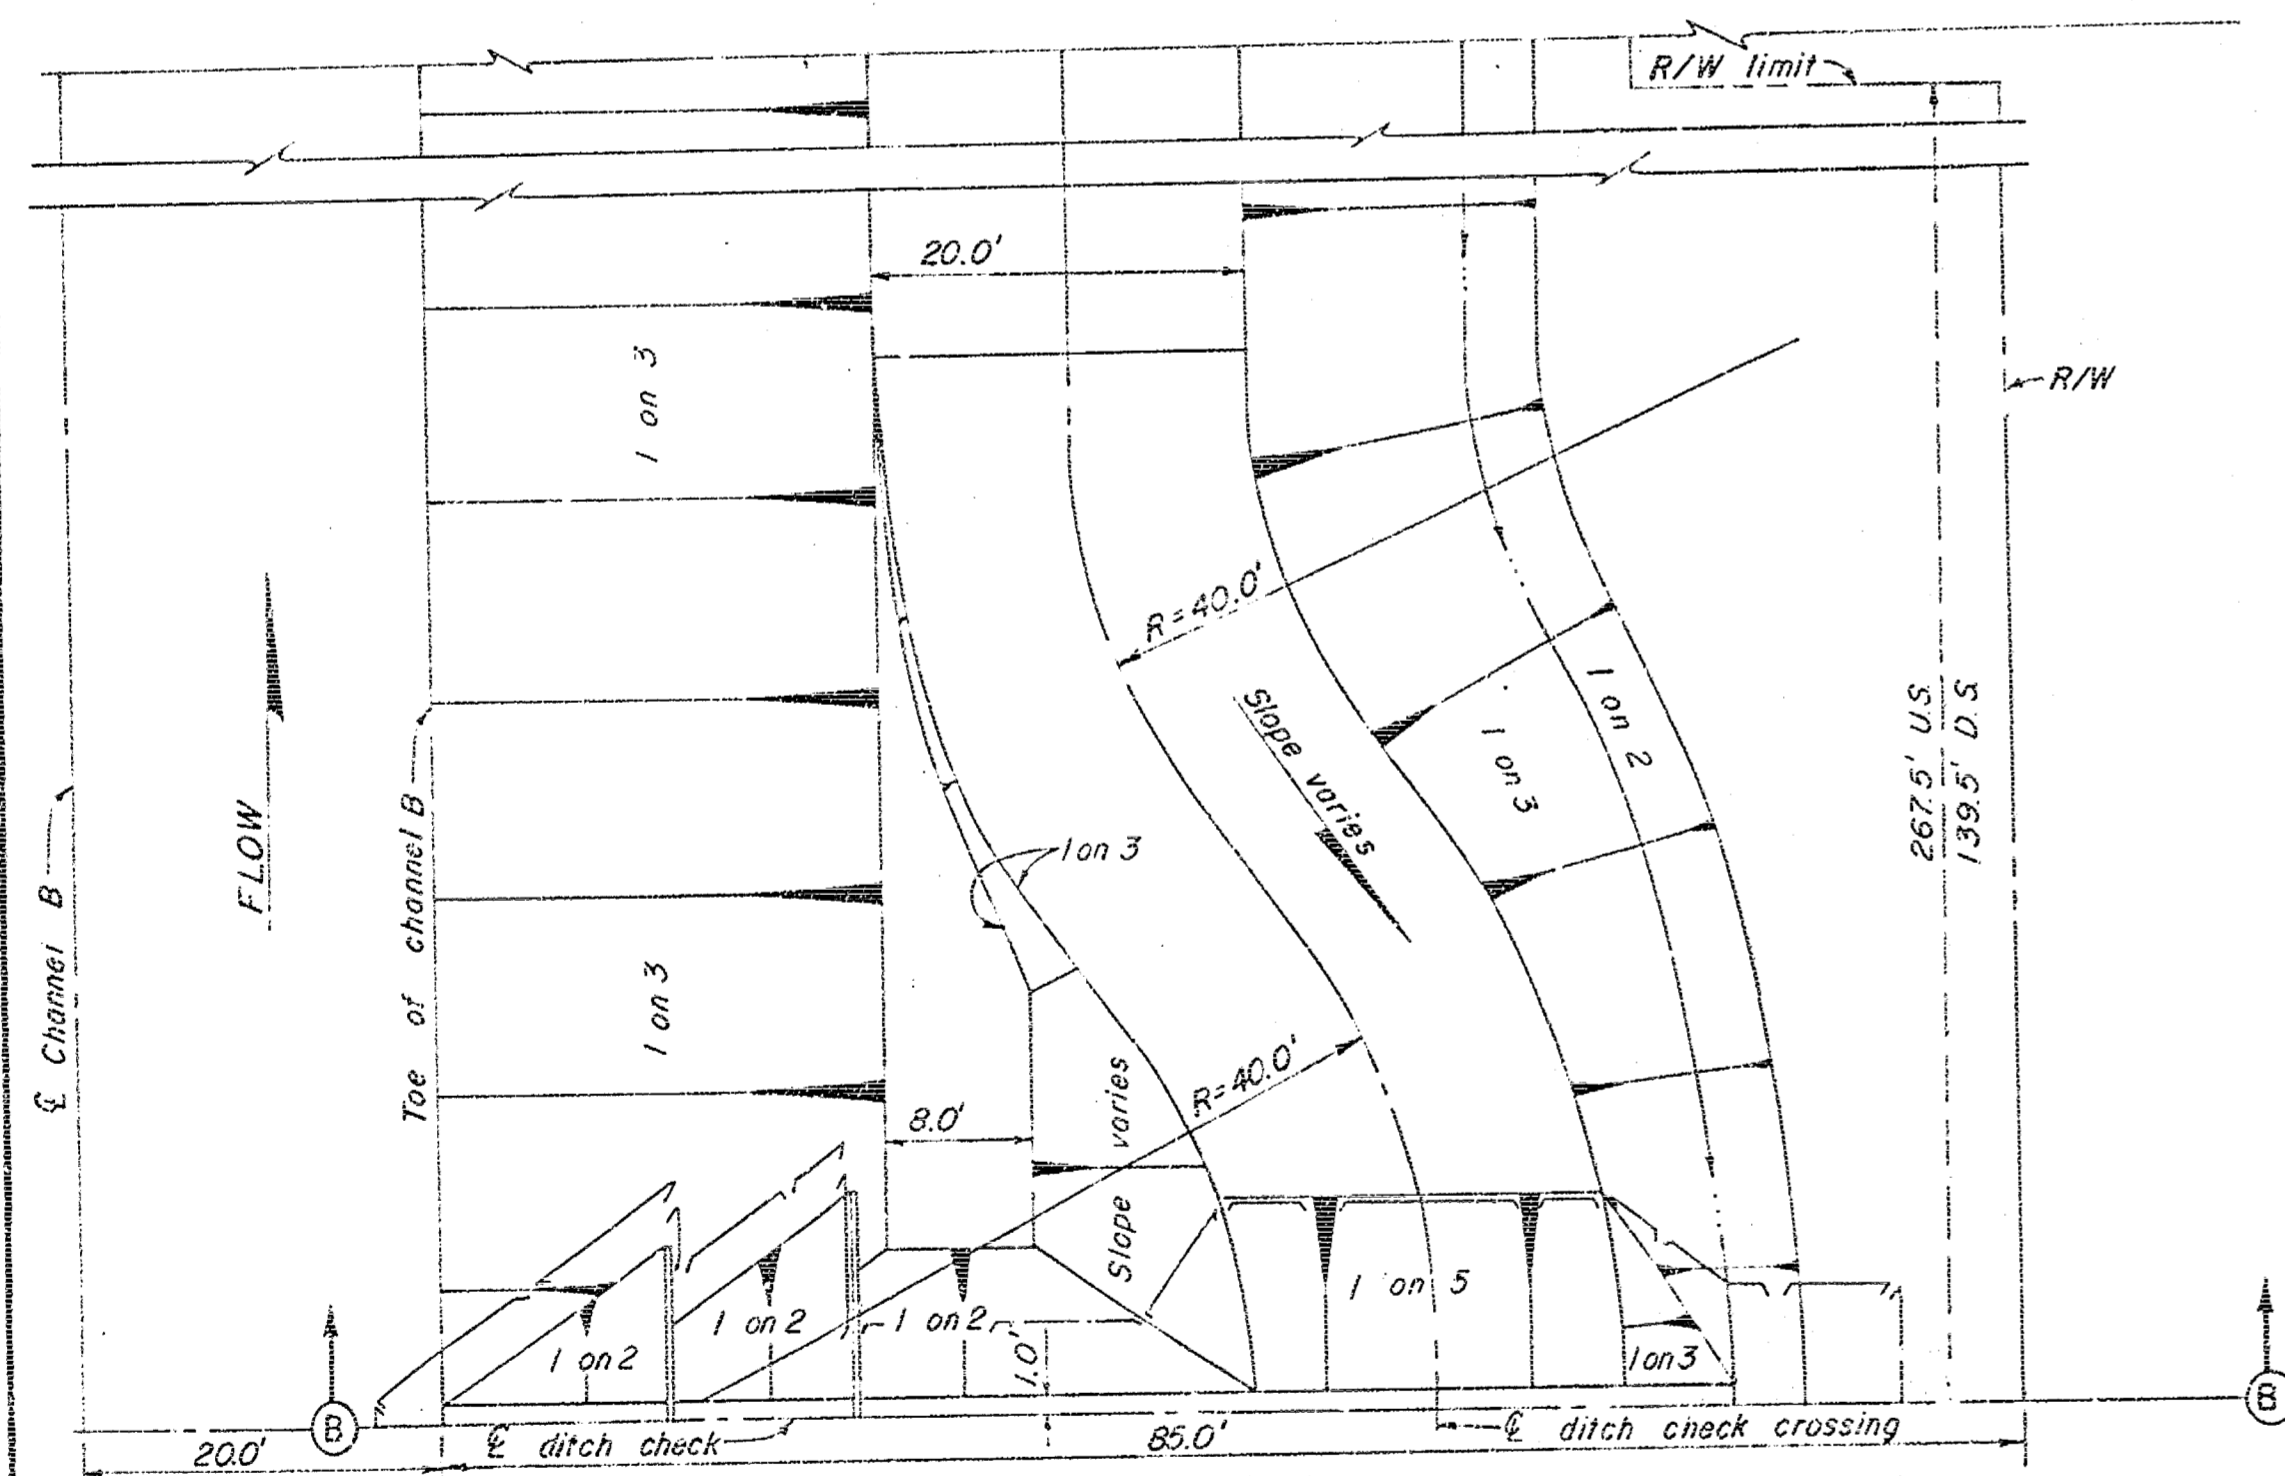 R/W limit
20.0'
1 on 3
R/W
R=40.0'
Slope varies
1 on 2
1 on 3
267.5' U.S.
139.5' D.S.
FLOW
℄ Channel B
Toe of channel B
1 on 3
1 on 3
R=40.0'
8.0'
Slope varies
1 on 5
1 on 2
1 on 2
1 on 2
1.0'
1 on 3
B
B
20.0'
℄ ditch check
85.0'
℄ ditch check crossing